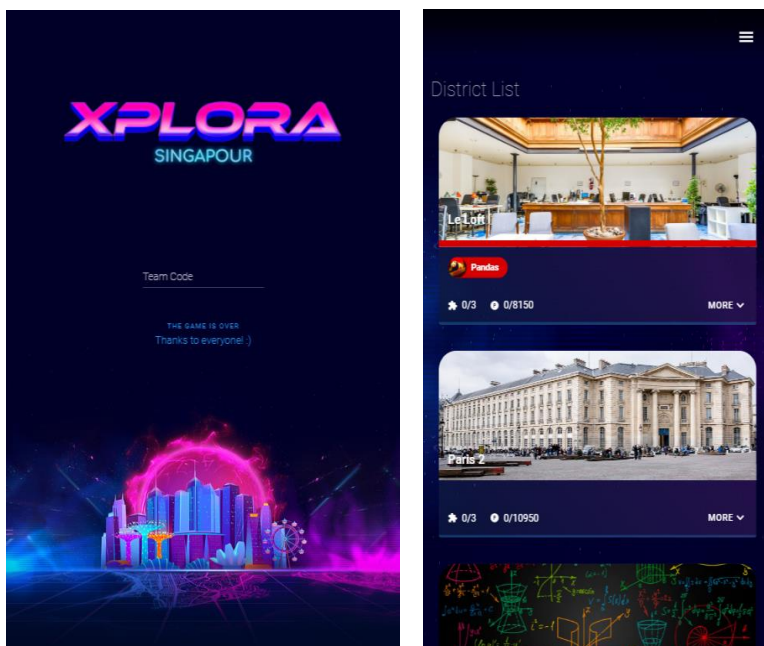 XPLORA
SINGAPOUR
Team Code
THE GAME IS OVER
Thanks to everyone! :)
District List
Le Loft
Pandas
0/3
0/8150
MORE
Paris 2
0/3
0/10950
MORE